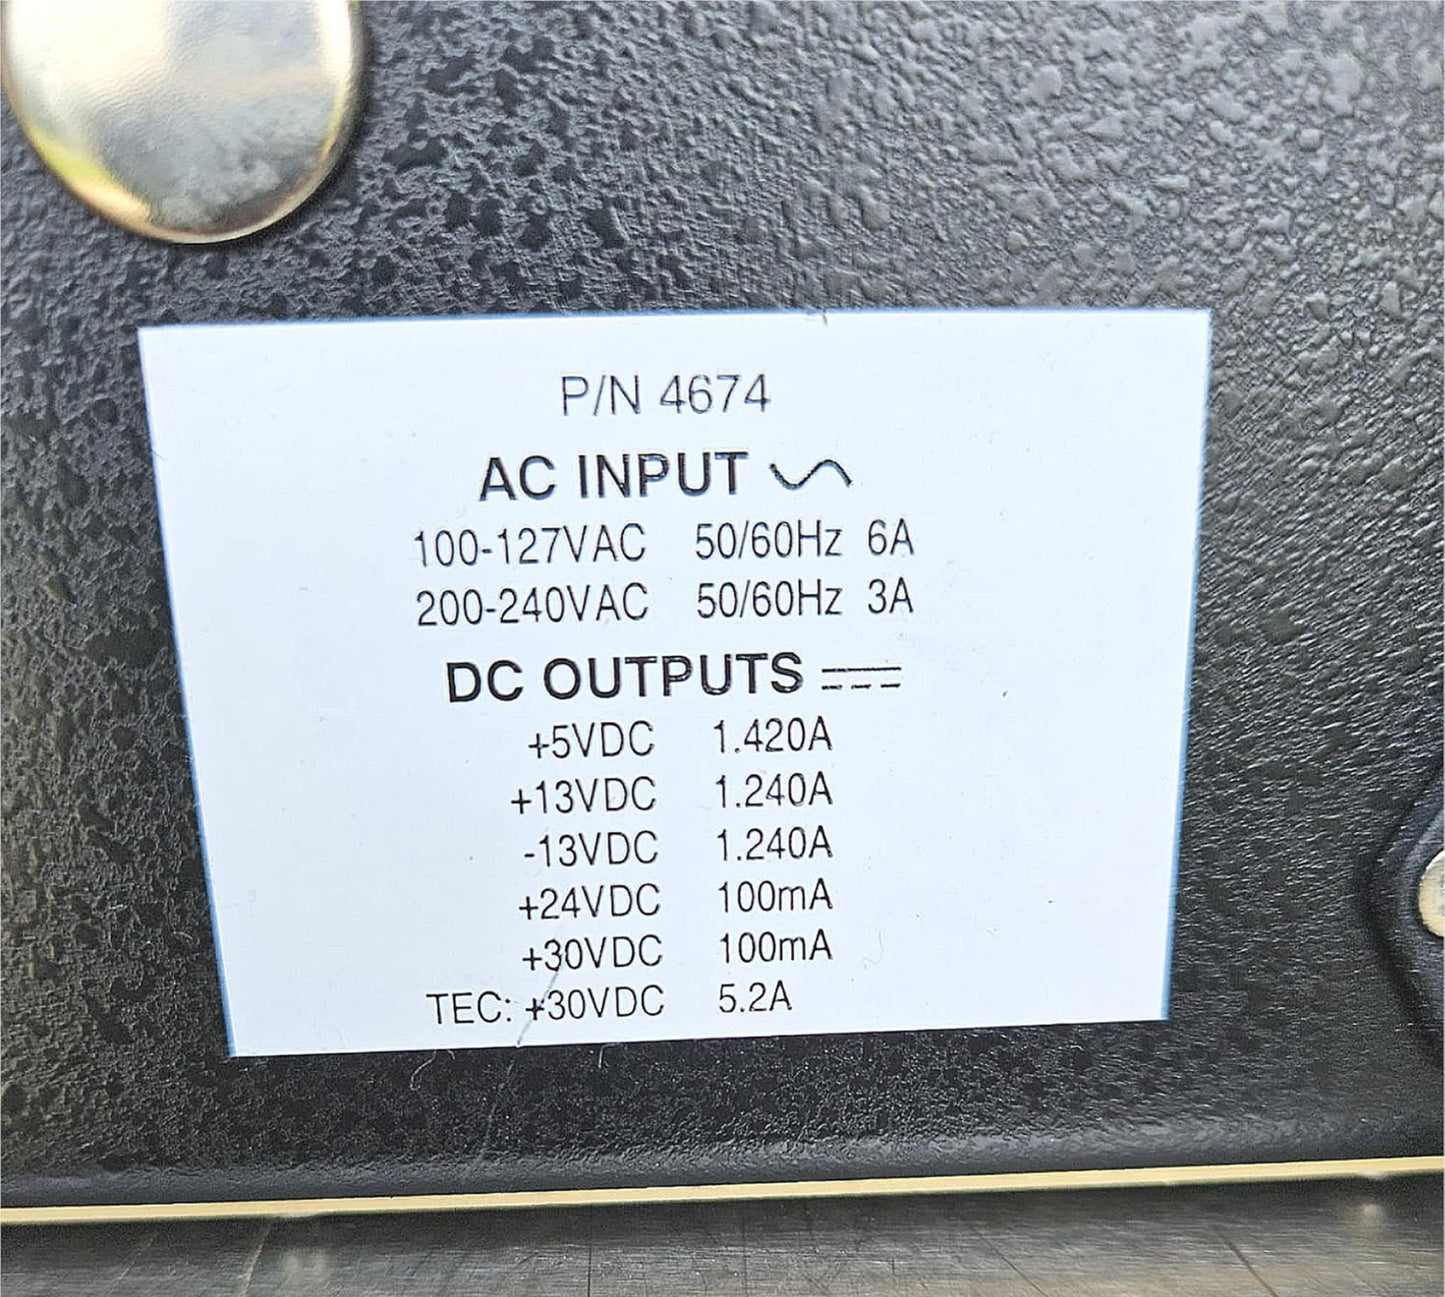 P/N 4674
AC INPUT
100-127VAC 50/60Hz 6A
200-240VAC 50/60Hz 3A
DC OUTPUTS
+5VDC 1.420A
+13VDC 1.240A
-13VDC 1.240A
+24VDC 100mA
+30VDC 100mA
TEC: +30VDC 5.2A